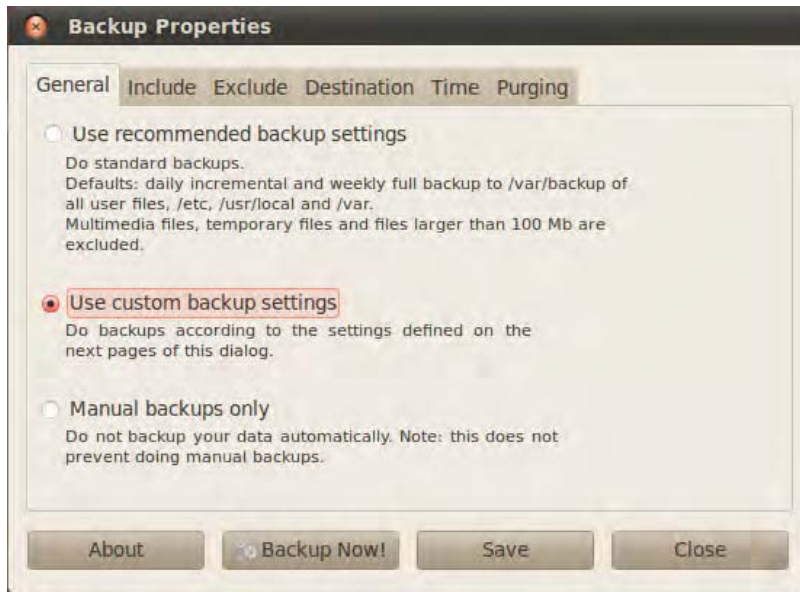 Backup Properties
General Include Exclude Destination Time Purging
Use recommended backup settings
Do standard backups.
Defaults: daily incremental and weekly full backup to /var/backup of
all user files, /etc, /usr/local and /var.
Multimedia files, temporary files and files larger than 100 Mb are
excluded.
Use custom backup settings
Do backups according to the settings defined on the
next pages of this dialog.
Manual backups only
Do not backup your data automatically. Note: this does not
prevent doing manual backups.
About Backup Now! Save Close